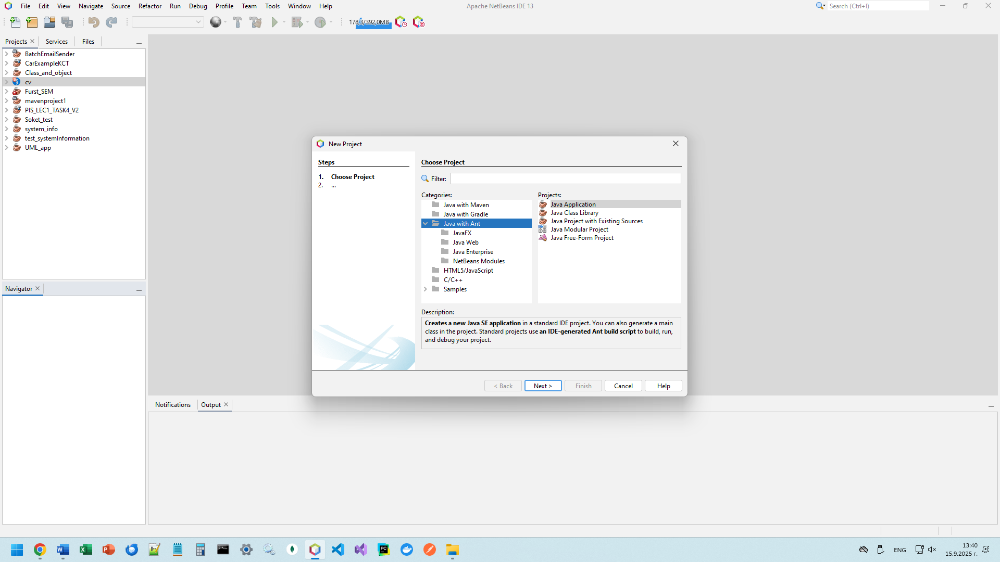 File Edit View Navigate Source Refactor Run Debug Profile Team Tools Window Help
Apache NetBeans IDE 13
Search (Ctrl+I)
178,3/392,0MB
Projects Services Files
BatchEmailSender
CarExampleKCT
Class_and_object
cv
Furst_SEM
mavenproject1
PIS_LEC1_TASK4_V2
Soket_test
system_info
test_systemInformation
UML_app
Navigator
New Project
Steps
1. Choose Project
2. ...
Choose Project
Filter:
Categories:
Java with Maven
Java with Gradle
Java with Ant
JavaFX
Java Web
Java Enterprise
NetBeans Modules
HTML5/JavaScript
C/C++
Samples
Projects:
Java Application
Java Class Library
Java Project with Existing Sources
Java Modular Project
Java Free-Form Project
Description:
Creates a new Java SE application in a standard IDE project. You can also generate a main
class in the project. Standard projects use an IDE-generated Ant build script to build, run,
and debug your project.
< Back Next > Finish Cancel Help
Notifications Output
ENG
13:40
15.9.2025 г.